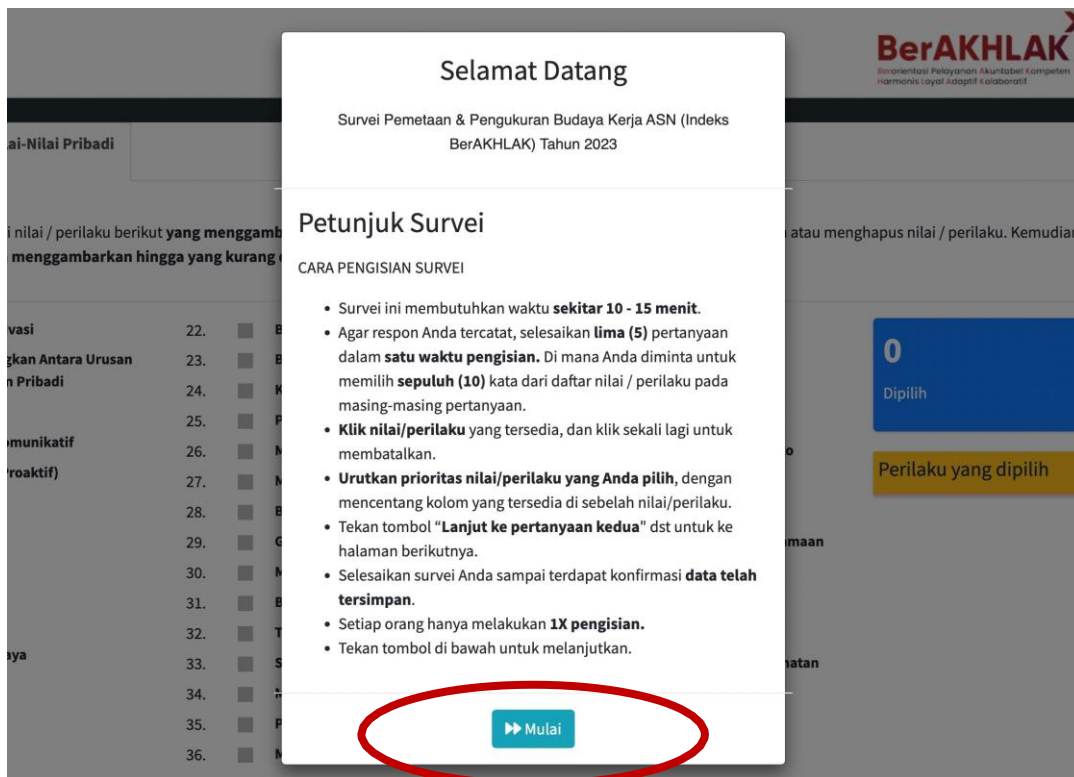 BerAKHLAK
Berorientasi Pelayanan Akuntabel Kompeten
Harmonis Loyal Adaptif Kolaboratif
Selamat Datang
Survei Pemetaan & Pengukuran Budaya Kerja ASN (Indeks
BerAKHLAK) Tahun 2023
ai-Nilai Pribadi
Petunjuk Survei
i nilai / perilaku berikut yang menggamb
atau menghapus nilai / perilaku. Kemudian
menggambarkan hingga yang kurang
CARA PENGISIAN SURVEI
• Survei ini membutuhkan waktu sekitar 10 - 15 menit.
• Agar respon Anda tercatat, selesaikan lima (5) pertanyaan
dalam satu waktu pengisian. Di mana Anda diminta untuk
memilih sepuluh (10) kata dari daftar nilai / perilaku pada
masing-masing pertanyaan.
• Klik nilai/perilaku yang tersedia, dan klik sekali lagi untuk
membatalkan.
• Urutkan prioritas nilai/perilaku yang Anda pilih, dengan
mencentang kolom yang tersedia di sebelah nilai/perilaku.
• Tekan tombol “Lanjut ke pertanyaan kedua" dst untuk ke
halaman berikutnya.
• Selesaikan survei Anda sampai terdapat konfirmasi data telah
tersimpan.
• Setiap orang hanya melakukan 1X pengisian.
• Tekan tombol di bawah untuk melanjutkan.
Mulai
vasi
gkan Antara Urusan
n Pribadi
omunikatif
Proaktif)
aya
22. B
23. B
24. K
25. P
26. M
27. M
28. B
29. G
30. M
31. B
32. T
33. S
34. M
35. P
36. M
o
maan
hatan
0
Dipilih
Perilaku yang dipilih